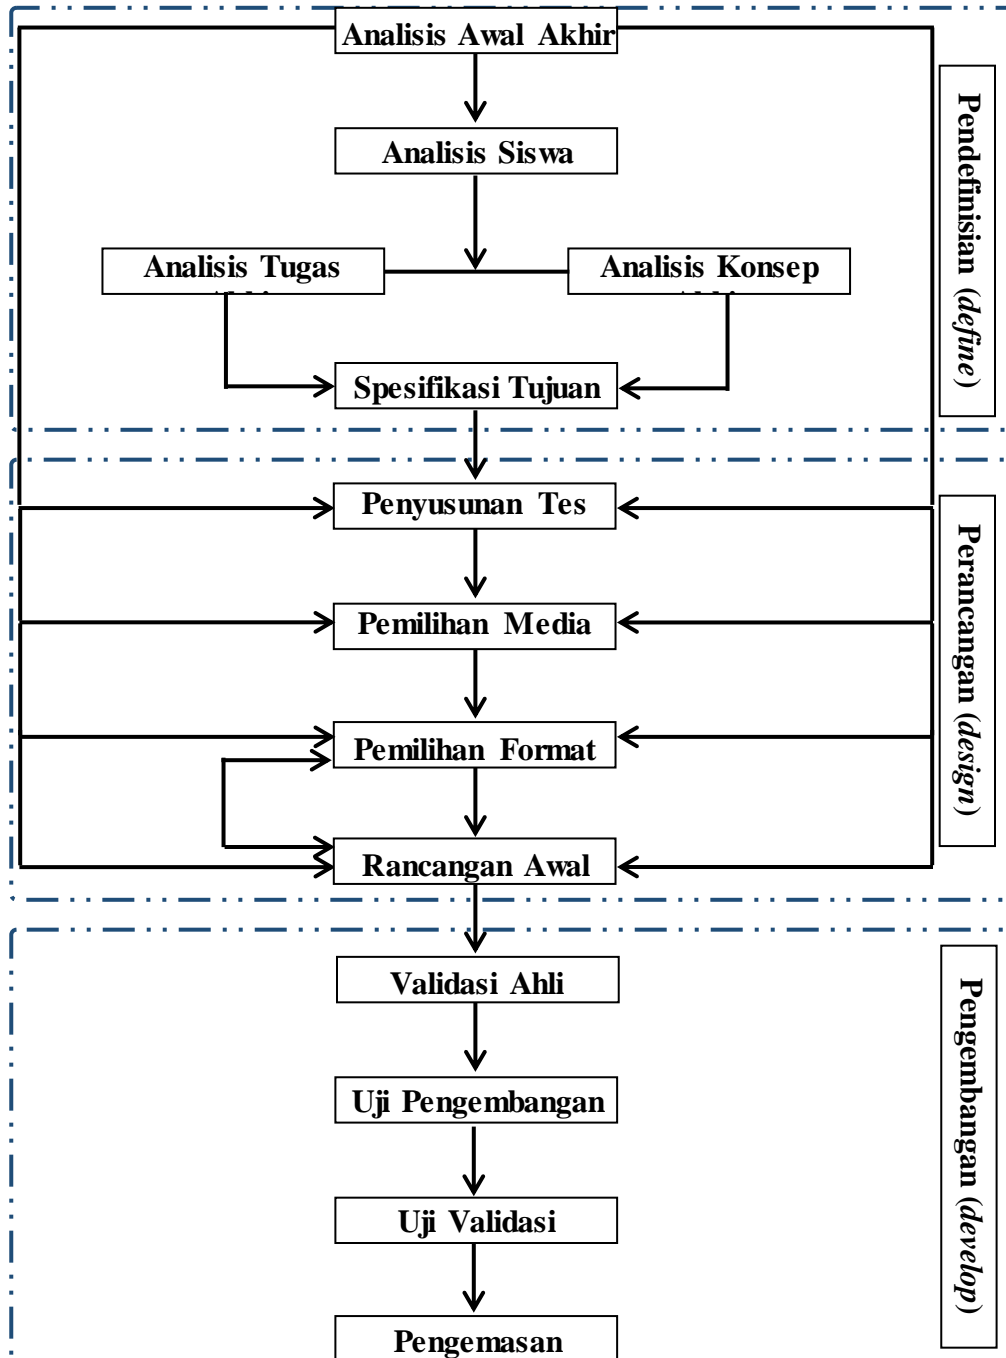 Analisis Awal Akhir
Analisis Siswa
Analisis Tugas
Analisis Konsep
Spesifikasi Tujuan
Pendefinisian (define)
Penyusunan Tes
Pemilihan Media
Pemilihan Format
Rancangan Awal
Perancangan (design)
Validasi Ahli
Uji Pengembangan
Uji Validasi
Pengemasan
Pengembangan (develop)